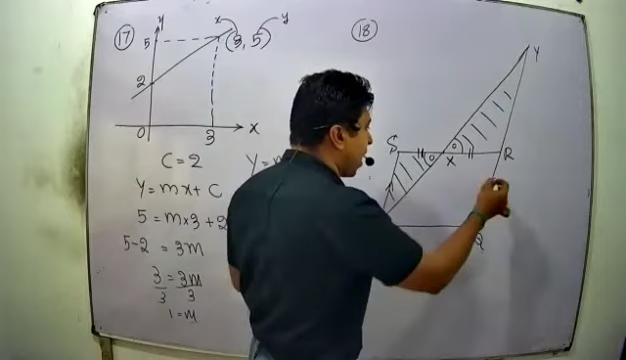 17
y
5
x y
(3, 5)
2
0 3 x
C = 2
Y = mx + C
5 = m×3 + 2
5-2 = 3m
3/3 = 3m/3
1 = m
18
Y
S X R
Q